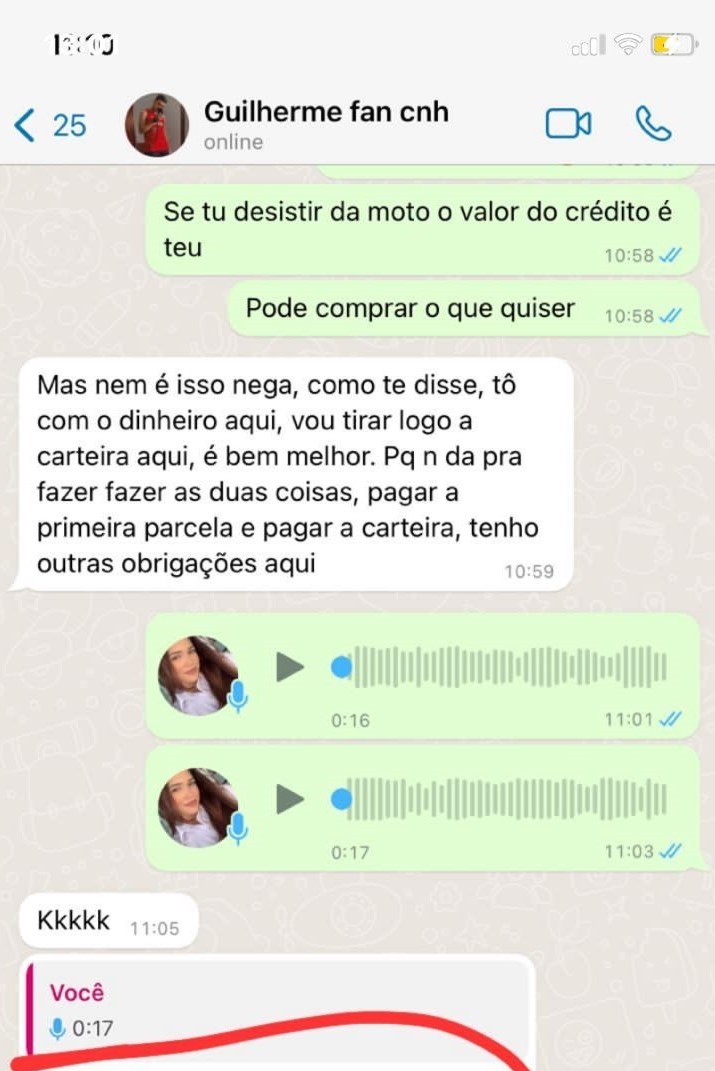 25
Guilherme fan cnh
online
Se tu desistir da moto o valor do crédito é
teu
10:58
Pode comprar o que quiser 10:58
Mas nem é isso nega, como te disse, tô
com o dinheiro aqui, vou tirar logo a
carteira aqui, é bem melhor. Pq n da pra
fazer fazer as duas coisas, pagar a
primeira parcela e pagar a carteira, tenho
outras obrigações aqui
10:59
0:16 11:01
0:17 11:03
Kkkkk 11:05
Você
0:17